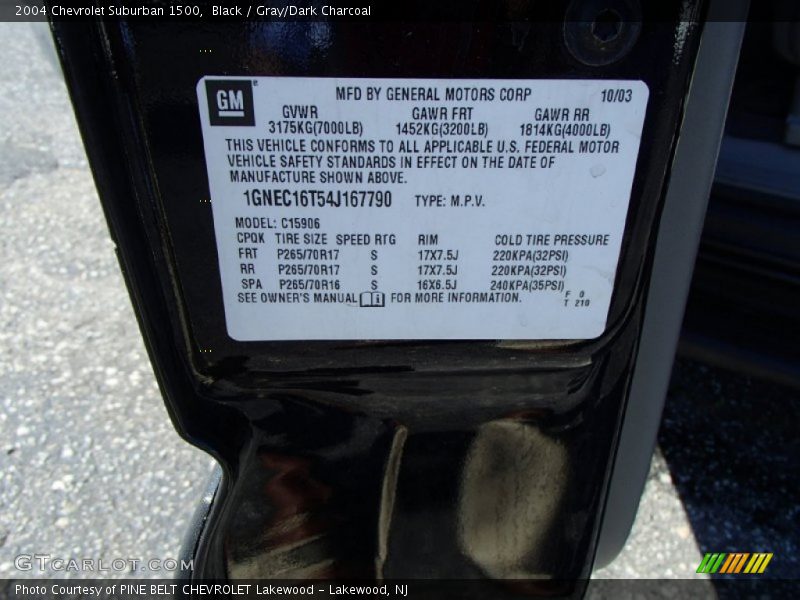 2004 Chevrolet Suburban 1500, Black / Gray/Dark Charcoal
GM
MFD BY GENERAL MOTORS CORP 10/03
GVWR GAWR FRT GAWR RR
3175KG(7000LB) 1452KG(3200LB) 1814KG(4000LB)
THIS VEHICLE CONFORMS TO ALL APPLICABLE U.S. FEDERAL MOTOR
VEHICLE SAFETY STANDARDS IN EFFECT ON THE DATE OF
MANUFACTURE SHOWN ABOVE.
1GNEC16T54J167790 TYPE: M.P.V.
MODEL: C15906
CPQK TIRE SIZE SPEED RTG RIM COLD TIRE PRESSURE
FRT P265/70R17 S 17X7.5J 220KPA(32PSI)
RR P265/70R17 S 17X7.5J 220KPA(32PSI)
SPA P265/70R16 S 16X6.5J 240KPA(35PSI)
SEE OWNER'S MANUAL FOR MORE INFORMATION.
F 0
T 210
GTCARLOT.COM
Photo Courtesy of PINE BELT CHEVROLET Lakewood - Lakewood, NJ